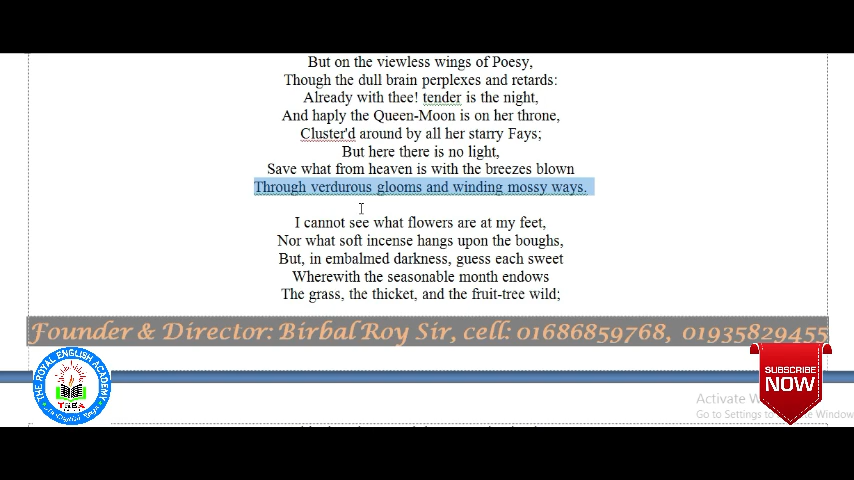 But on the viewless wings of Poesy,
Though the dull brain perplexes and retards:
Already with thee! tender is the night,
And haply the Queen-Moon is on her throne,
Cluster'd around by all her starry Fays;
But here there is no light,
Save what from heaven is with the breezes blown
Through verdurous glooms and winding mossy ways.
I cannot see what flowers are at my feet,
Nor what soft incense hangs upon the boughs,
But, in embalmed darkness, guess each sweet
Wherewith the seasonable month endows
The grass, the thicket, and the fruit-tree wild;
Founder & Director: Birbal Roy Sir, cell: 01686859768, 01935829455
THE ROYAL ENGLISH ACADEMY
SUBSCRIBE
NOW
Activate W
Go to Settings to Window